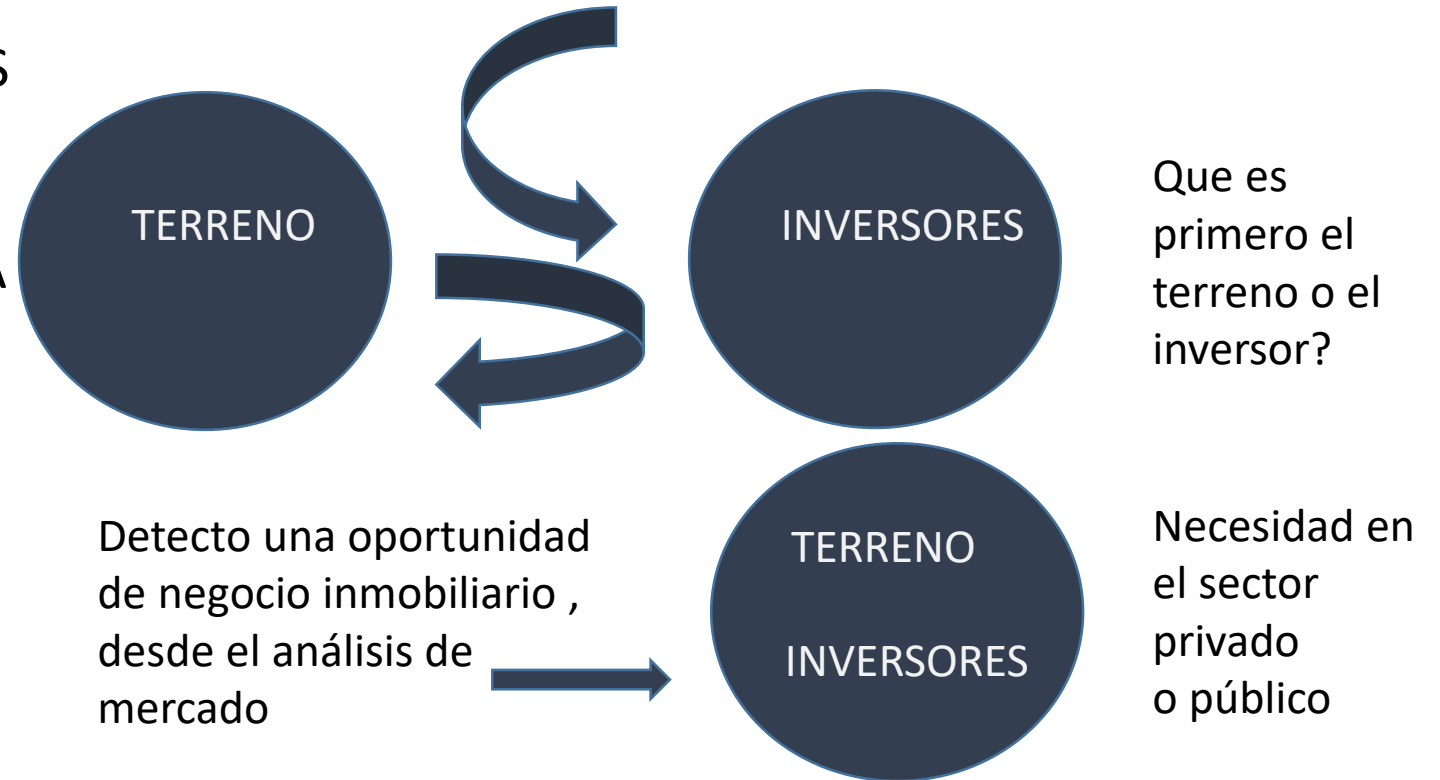 S
A
TERRENO
INVERSORES
Que es
primero el
terreno o el
inversor?
Detecto una oportunidad
de negocio inmobiliario ,
desde el análisis de
mercado
TERRENO
INVERSORES
Necesidad en
el sector
privado
o público